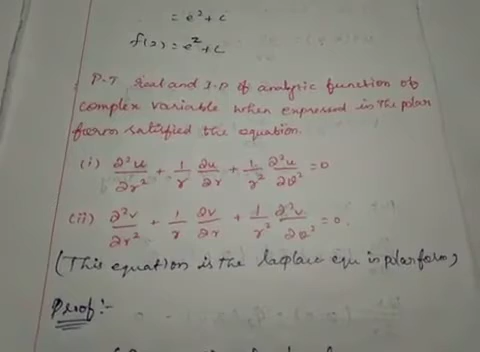 = e^z + c
f(z) = e^z + c
P.T Real and I.P of analytic function of
complex variable when expressed in the polar
form satisfied the equation.
(i) ∂²u/∂r² + 1/r ∂u/∂r + 1/r² ∂²u/∂θ² = 0
(ii) ∂²v/∂r² + 1/r ∂v/∂r + 1/r² ∂²v/∂θ² = 0.
(This equation is the laplace equ in polar form)
Proof :-